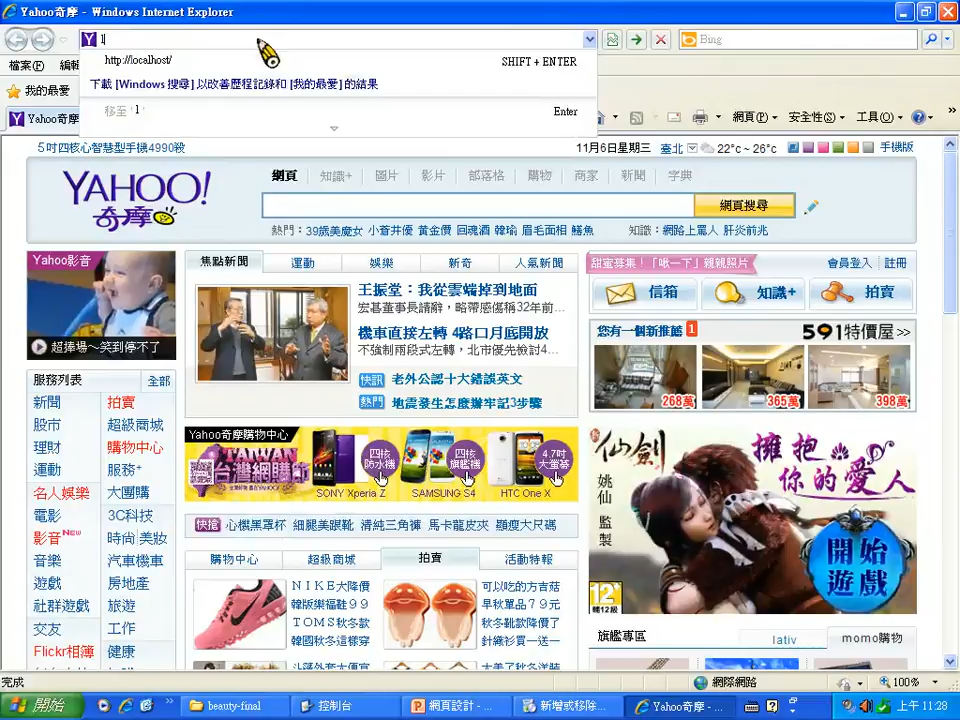 Yahoo奇摩 - Windows Internet Explorer
l
Bing
http://localhost/
SHIFT + ENTER
下載 [Windows 搜尋] 以改善歷程記錄和 [我的最愛] 的結果
移至 'l'
Enter
檔案(F)
編輯
我的最愛
Yahoo奇摩
網頁(P)
安全性(S)
工具(O)
5吋四核心智慧型手機4990殺
11月6日星期三
臺北
22°c ~ 26°c
手機版
YAHOO!
奇摩
網頁
知識+
圖片
影片
部落格
購物
商家
新聞
字典
網頁搜尋
熱門：39歲美魔女 小蒼井優 黃金價 回魂酒 韓瑜 眉毛面相 鱔魚
知識：網路上罵人 肝炎前兆
Yahoo影音
超捧場～笑到停不了
焦點新聞
運動
娛樂
新奇
人氣新聞
王振堂：我從雲端掉到地面
宏碁董事長請辭，略帶感傷稱32年前...
機車直接左轉 4路口月底開放
不強制兩段式左轉，北市優先檢討4...
快訊
老外公認十大錯誤英文
熱門
地震發生怎麼辦牢記3步驟
甜蜜募集！「啾一下」親親照片
會員登入
註冊
信箱
知識+
拍賣
您有一個新推薦 1
591特價屋 >>
268萬
365萬
398萬
服務列表
全部
新聞
拍賣
股市
超級商城
理財
購物中心
運動
服務+
名人娛樂
大團購
電影
3C科技
影音New
時尚|美妝
音樂
汽車機車
遊戲
房地產
社群遊戲
旅遊
交友
工作
Flickr相簿
健康
Yahoo奇摩購物中心
TAIWAN
台灣網購節
四核
防水機
SONY Xperia Z
四核
旗艦機
SAMSUNG S4
4.7吋
大螢幕
HTC One X
快搶
心機黑罩杯 細腿美眼靴 清純三角褲 馬卡龍皮夾 顯瘦大尺碼
購物中心
超級商城
拍賣
活動特報
ＮＩＫＥ大降價
韓版樂福鞋９９
ＴＯＭＳ秋冬款
韓國秋冬這樣穿
可以吃的方吉菇
早秋單品７９元
秋冬靴款降價了
針織衫買一送一
仙劍
姚仙
監製
擁抱
你的愛人
開始
遊戲
12+
輔12級
旗艦專區
lativ
momo購物
完成
網際網路
100%
開始
beauty-final
控制台
網頁設計 - ...
新增或移除...
Yahoo奇摩 - ...
上午 11:28